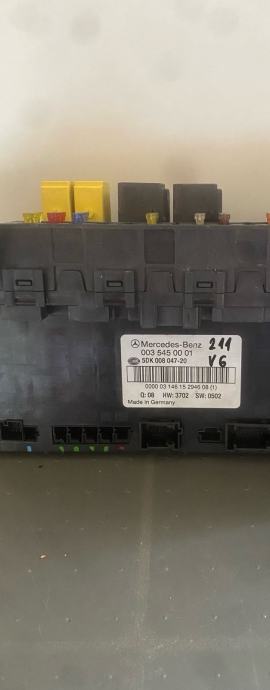 Mercedes-Benz 211
003 545 00 01 V6
5DK 008 047-20
0000 03 146 15 2946 08 (1)
Q: 08 HW: 3702 SW: 0502
Made in Germany